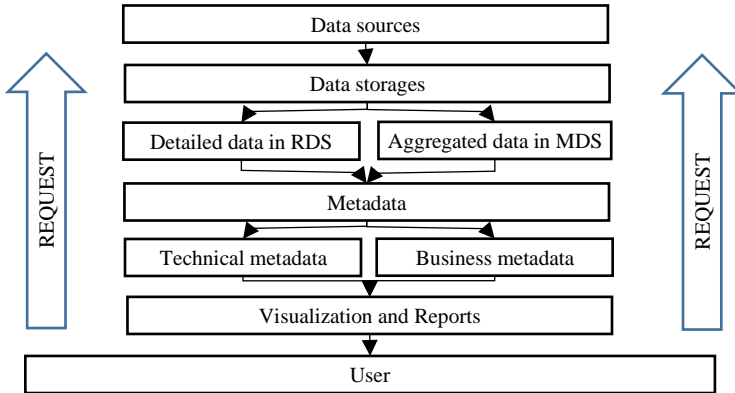 Data sources
Data storages
Detailed data in RDS
Aggregated data in MDS
Metadata
Technical metadata
Business metadata
Visualization and Reports
User
REQUEST
REQUEST